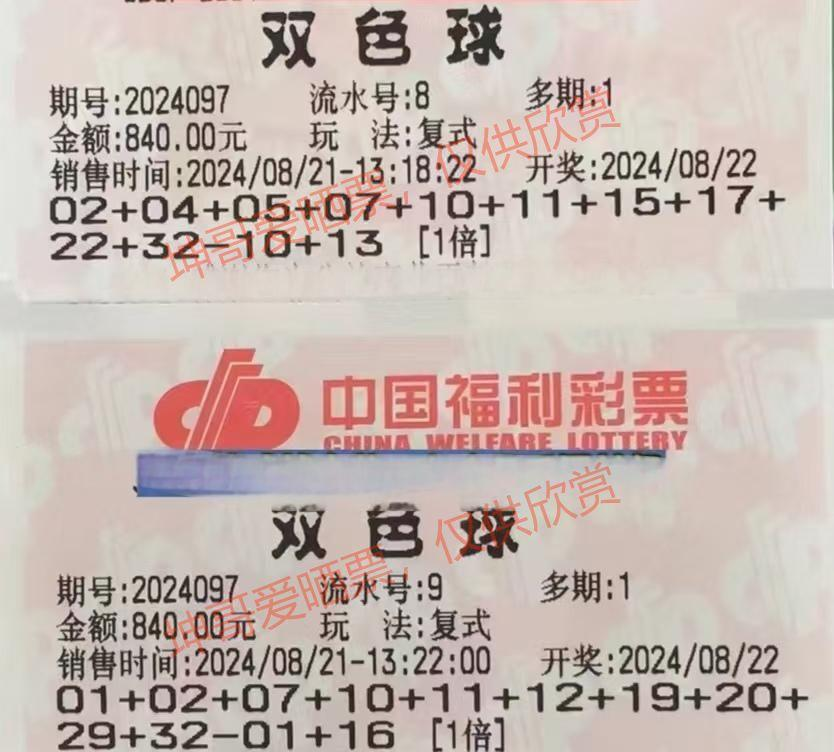 双色球
期号:2024097 流水号:8 多期:1
金额:840.00元 玩 法:复式
销售时间:2024/08/21-13:18:22 开奖:2024/08/22
02+04+05+07+10+11+15+17+
22+32-10+13 [1倍]
坤哥爱晒票，仅供欣赏
中国福利彩票
CHINA WELFARE LOTTERY
双色球
期号:2024097 流水号:9 多期:1
金额:840.00元 玩 法:复式
销售时间:2024/08/21-13:22:00 开奖:2024/08/22
01+02+07+10+11+12+19+20+
29+32-01+16 [1倍]
坤哥爱晒票，仅供欣赏